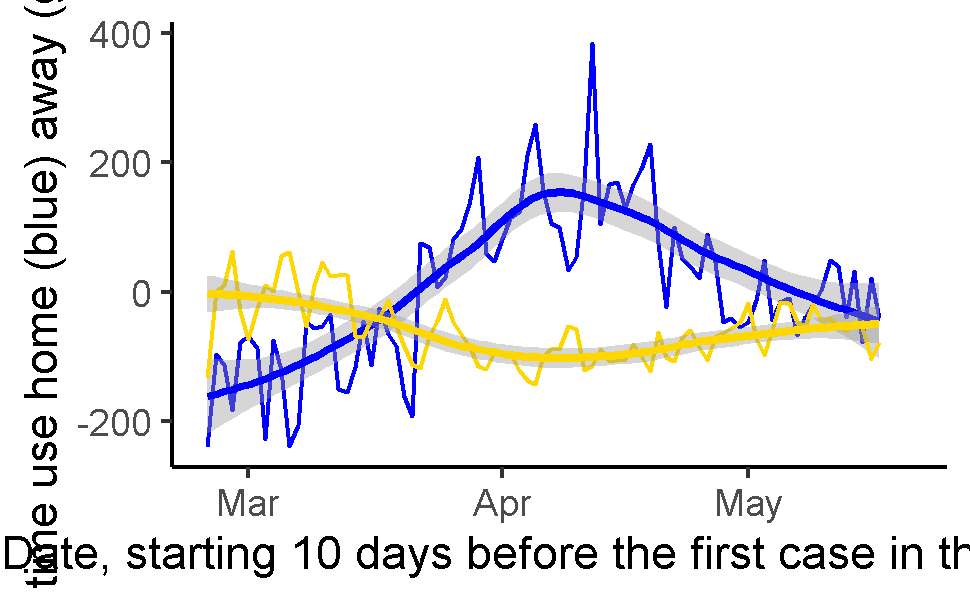 time use home (blue) away (
400
200
0
-200
Mar Apr May
Date, starting 10 days before the first case in th